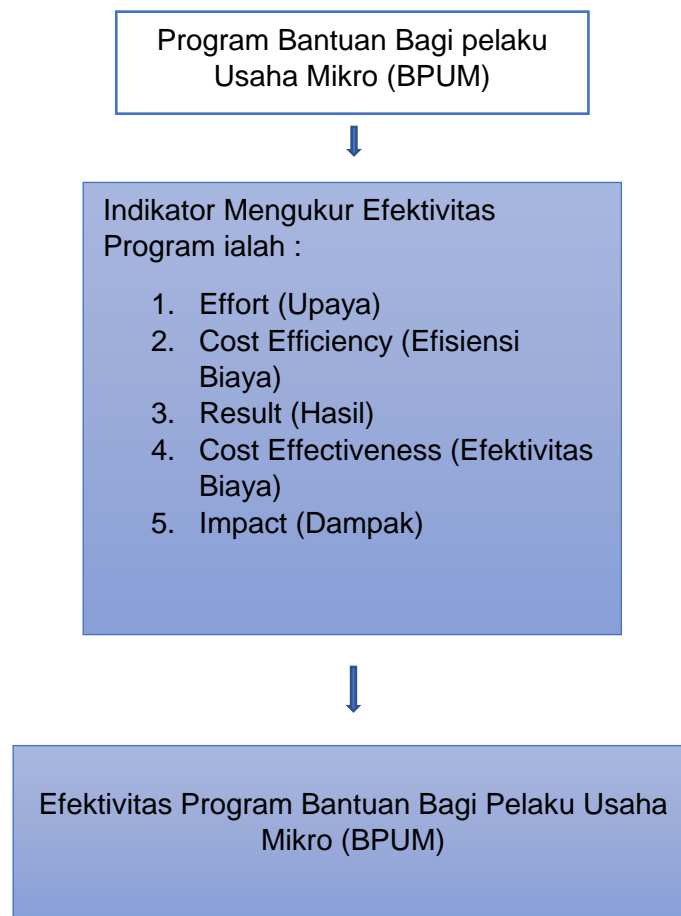 Program Bantuan Bagi pelaku
Usaha Mikro (BPUM)
Indikator Mengukur Efektivitas
Program ialah :
1. Effort (Upaya)
2. Cost Efficiency (Efisiensi
Biaya)
3. Result (Hasil)
4. Cost Effectiveness (Efektivitas
Biaya)
5. Impact (Dampak)
Efektivitas Program Bantuan Bagi Pelaku Usaha
Mikro (BPUM)